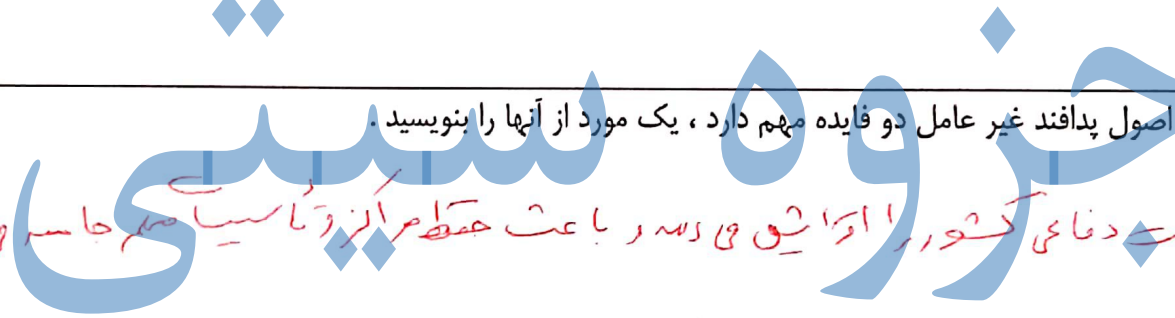 اصول پدافند غیر عامل دو فایده مهم دارد ، یک مورد از آنها را بنویسید .
دفاعی کشور را افزایش می دهد و باعث حفظ مراکز و تأسیسات مهم
جزوه سیتی